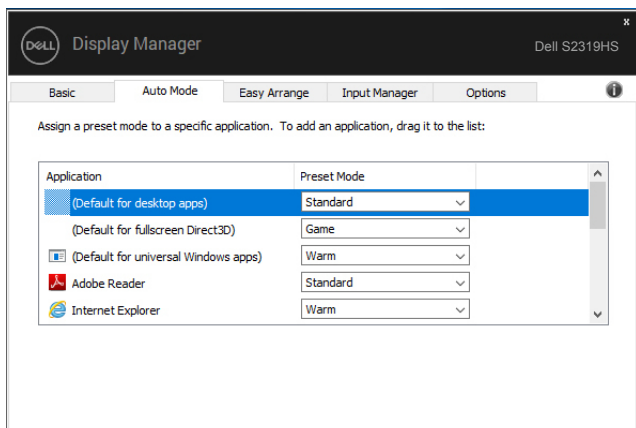 x
DELL Display Manager Dell S2319HS
Basic Auto Mode Easy Arrange Input Manager Options
Assign a preset mode to a specific application. To add an application, drag it to the list:
Application Preset Mode
(Default for desktop apps) Standard
(Default for fullscreen Direct3D) Game
(Default for universal Windows apps) Warm
Adobe Reader Standard
Internet Explorer Warm